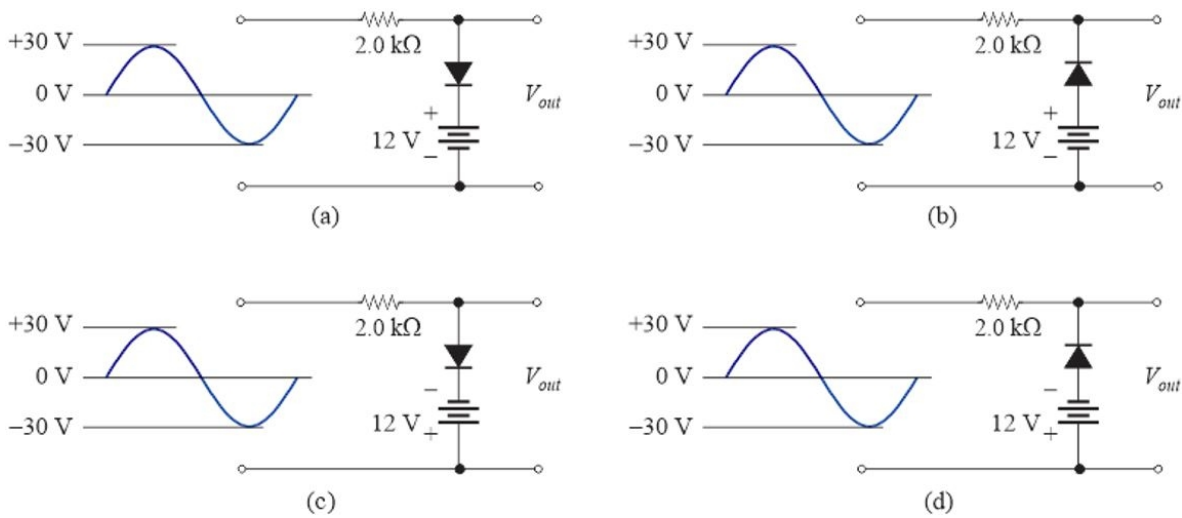 +30 V
0 V
−30 V
2.0 kΩ
+
12 V
−
V_out
(a)
+30 V
0 V
−30 V
2.0 kΩ
+
12 V
−
V_out
(b)
+30 V
0 V
−30 V
2.0 kΩ
−
12 V
+
V_out
(c)
+30 V
0 V
−30 V
2.0 kΩ
−
12 V
+
V_out
(d)